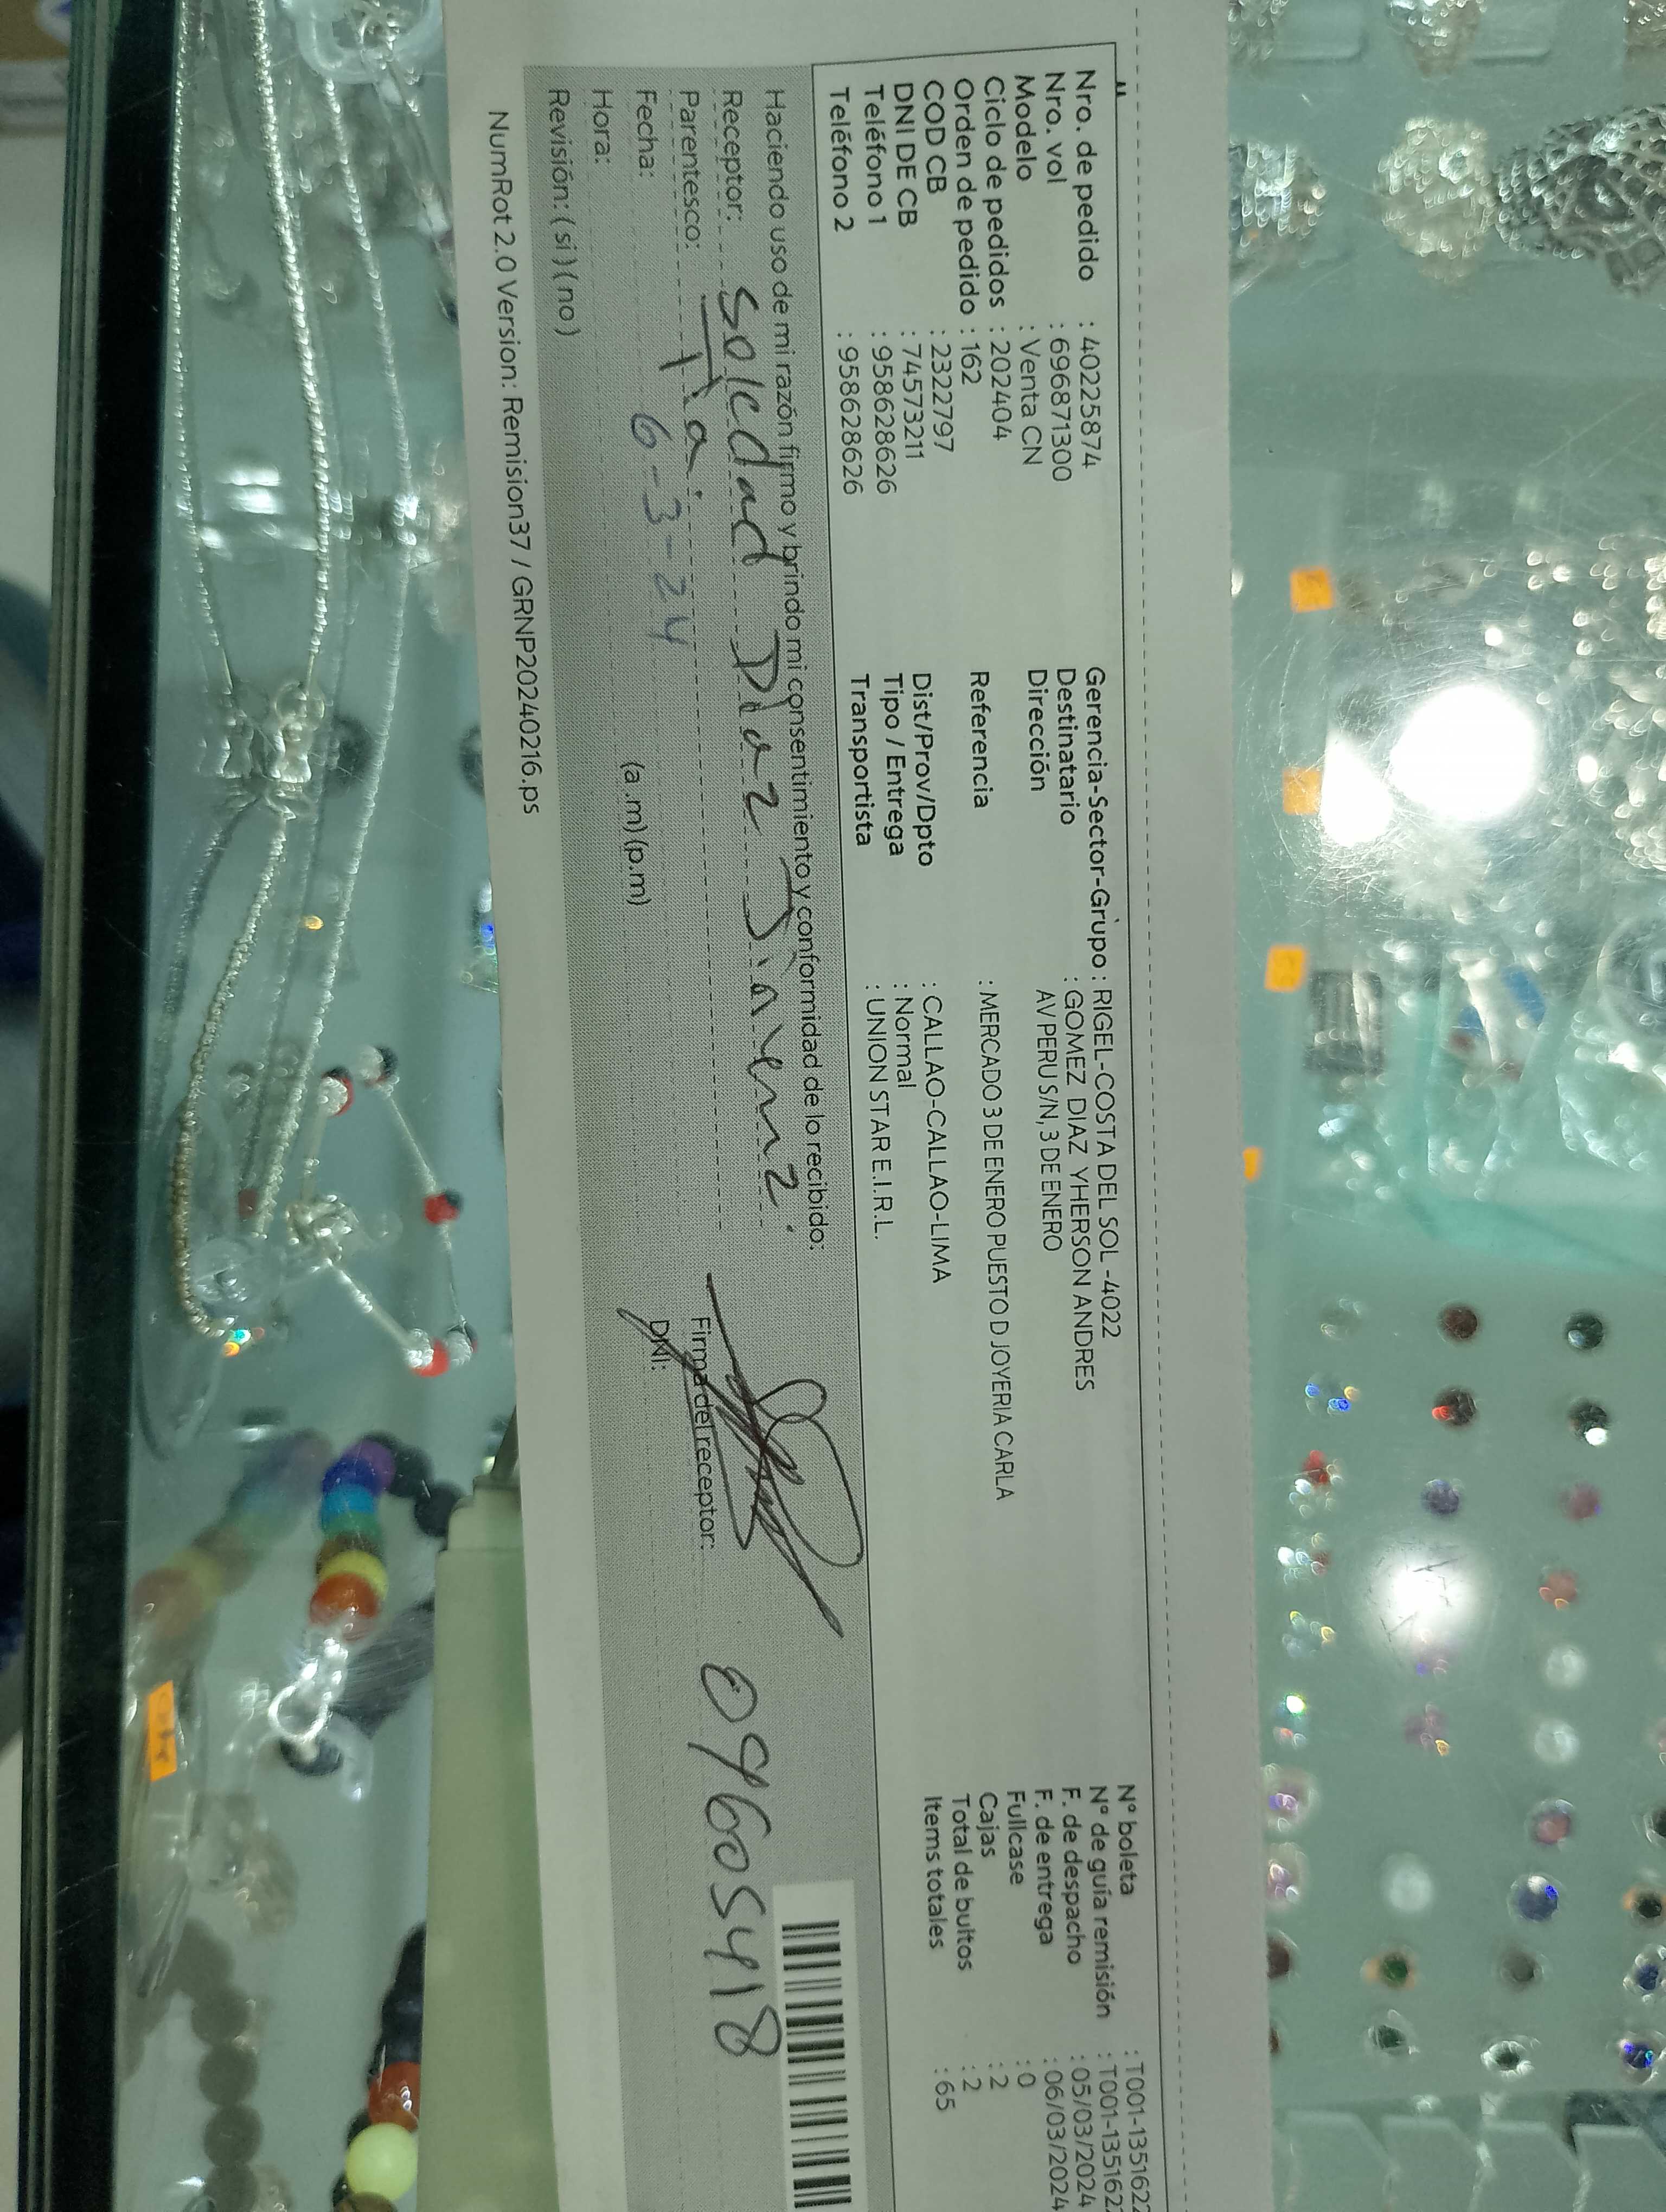 Nro. de pedido : 40225874
Nro. vol : 696871300
Modelo : Venta CN
Ciclo de pedidos : 202404
Orden de pedido : 162
COD CB : 2322797
DNI DE CB : 74573211
Teléfono 1 : 958628626
Teléfono 2 : 958628626
Gerencia-Sector-Grupo : RIGEL-COSTA DEL SOL -4022
Destinatario : GOMEZ DIAZ YHERSON ANDRES
Dirección AV PERU S/N, 3 DE ENERO
Referencia : MERCADO 3 DE ENERO PUESTO D JOYERIA CARLA
Dist/Prov/Dpto : CALLAO-CALLAO-LIMA
Tipo / Entrega : Normal
Transportista : UNION STAR E.I.R.L.
N° boleta : T001-1351622
N° de guía remisión : T001-135162
F. de despacho : 05/03/2024
F. de entrega : 06/03/2024
Fullcase : 0
Cajas : 2
Total de bultos : 2
Items totales : 65
Haciendo uso de mi razón firmo y brindo mi consentimiento y conformidad de lo recibido:
Receptor: Soledad Diaz
Parentesco: Tia.
Fecha: 6-3-24
Hora: (a.m) (p.m)
Revisión: (si) (no)
Firma del receptor:
DNI:
09605418
NumRot 2.0 Version: Remision37 / GRNP20240216.ps